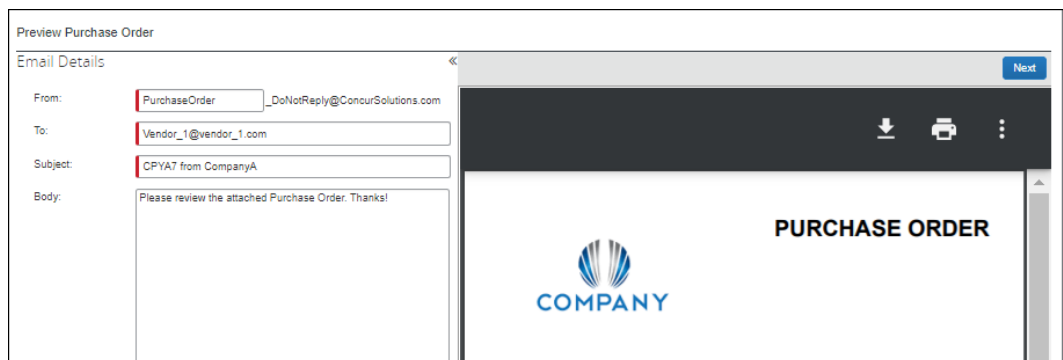 Preview Purchase Order
Email Details
«
Next
From:
PurchaseOrder _DoNotReply@ConcurSolutions.com
To:
Vendor_1@vendor_1.com
Subject:
CPYA7 from CompanyA
Body:
Please review the attached Purchase Order. Thanks!
PURCHASE ORDER
COMPANY